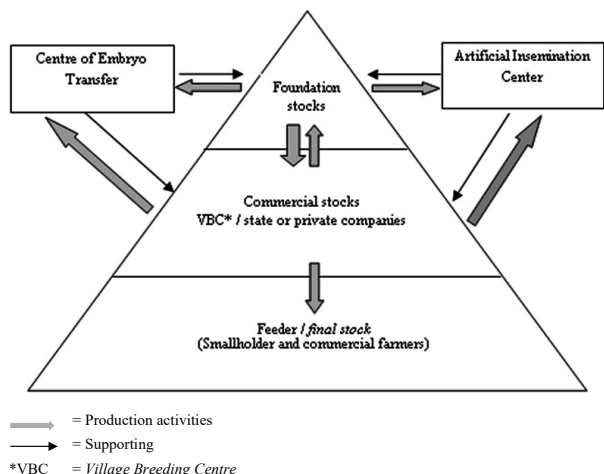 Centre of Embryo
Transfer
Artificial Insemination
Center
Foundation
stocks
Commercial stocks
VBC* / state or private companies
Feeder / final stock
(Smallholder and commercial farmers)
= Production activities
= Supporting
*VBC = Village Breeding Centre